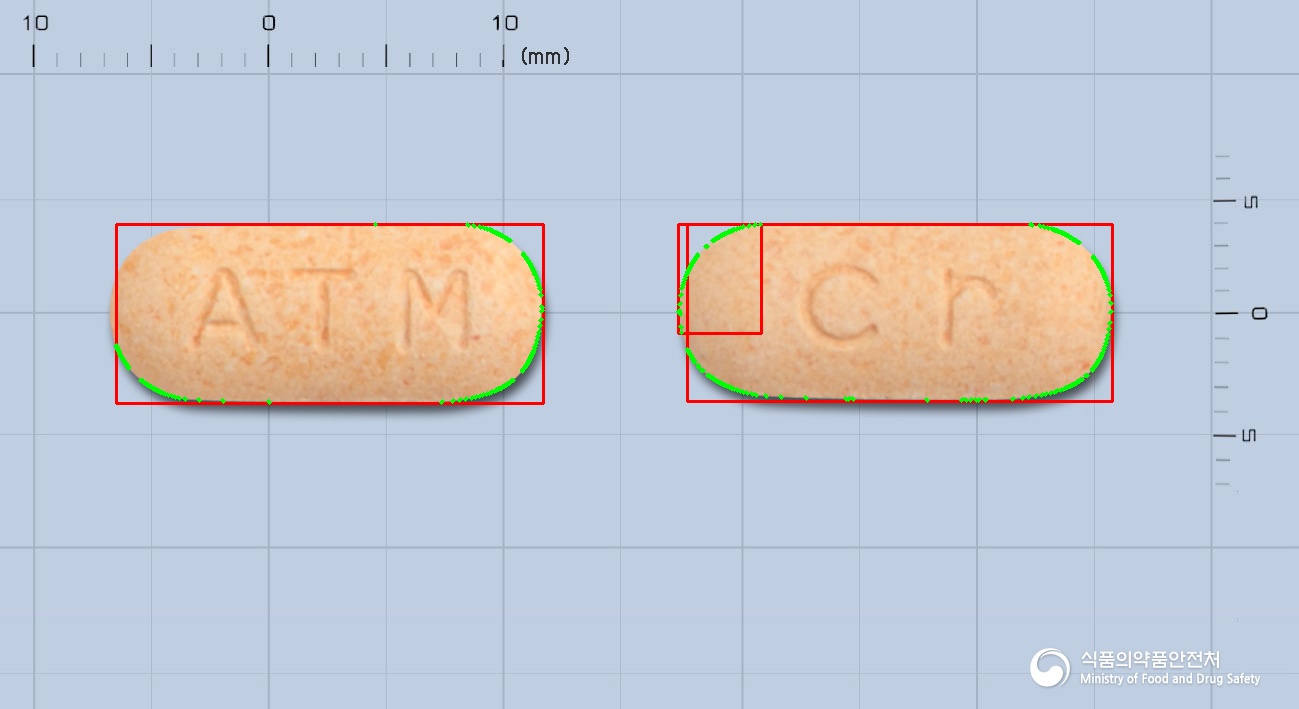 10 0 10
(mm)
5
ATM Cr
0
5
식품의약품안전처
Ministry of Food and Drug Safety